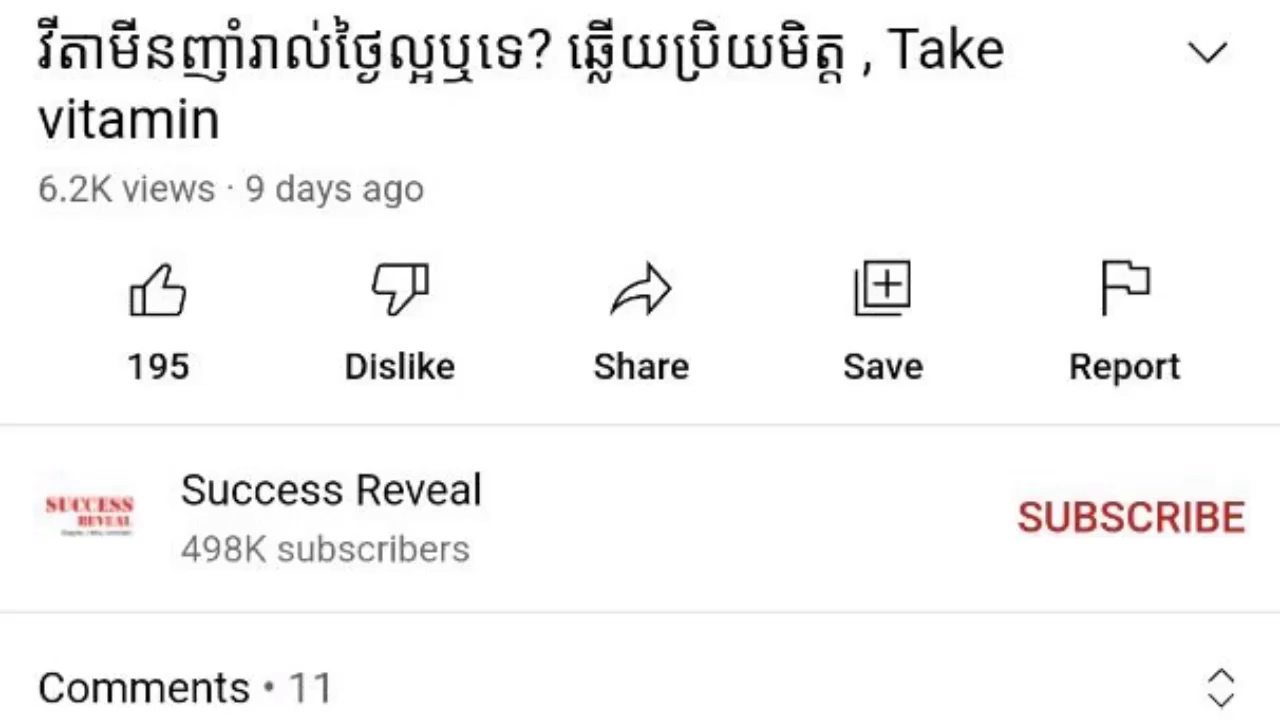 វីតាមីនញ៉ាំរាល់ថ្ងៃល្អឬទេ? ឆ្លើយប្រិយមិត្ត , Take
vitamin
6.2K views · 9 days ago
195
Dislike
Share
Save
Report
SUCCESS
REVEAL
Success Reveal
498K subscribers
SUBSCRIBE
Comments • 11